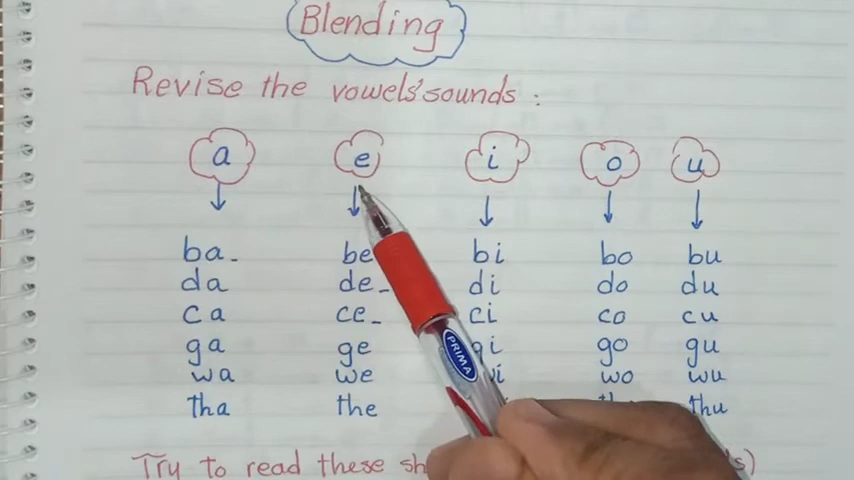 Blending
Revise the vowels' sounds :
a e i o u
ba - be bi bo bu
da de - di do du
ca ce - ci co cu
ga ge gi go gu
wa we wo wu
tha the thu
Try to read these
PRIMA